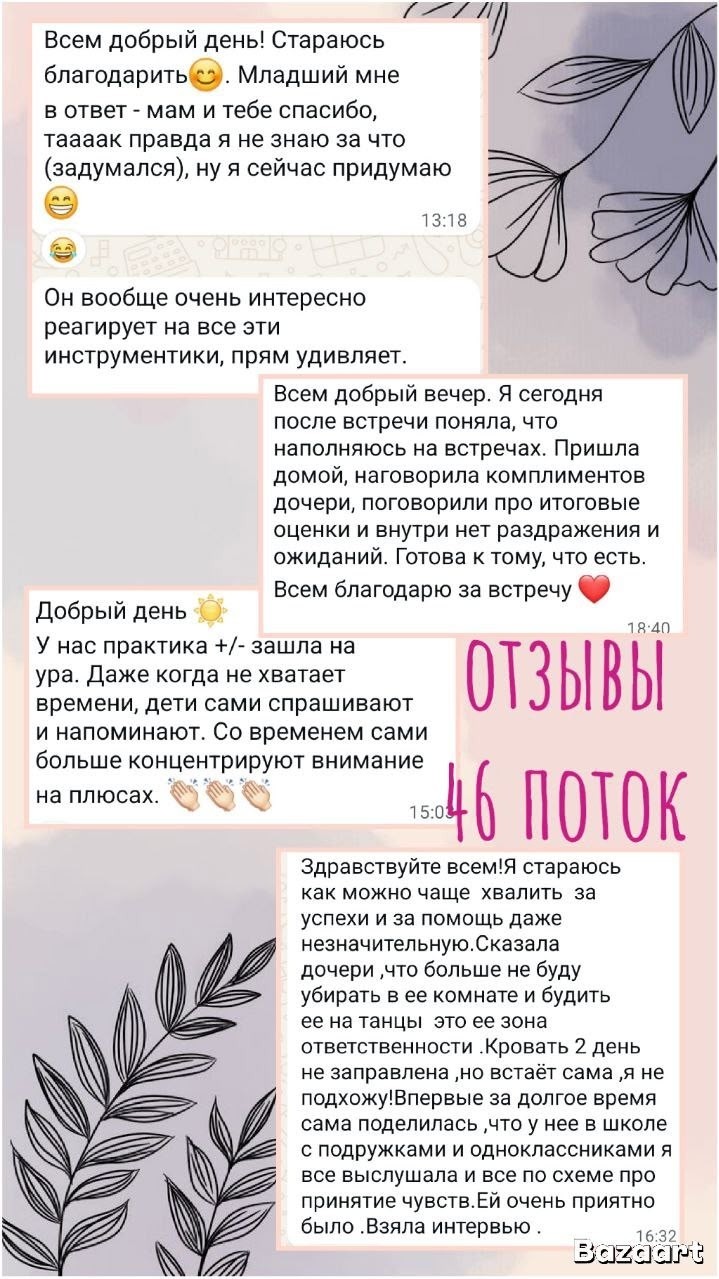 Всем добрый день! Стараюсь
благодарить😊. Младший мне
в ответ - мам и тебе спасибо,
таааак правда я не знаю за что
(задумался), ну я сейчас придумаю
😁
13:18
😂
Он вообще очень интересно
реагирует на все эти
инструментики, прям удивляет.
Всем добрый вечер. Я сегодня
после встречи поняла, что
наполняюсь на встречах. Пришла
домой, наговорила комплиментов
дочери, поговорили про итоговые
оценки и внутри нет раздражения и
ожиданий. Готова к тому, что есть.
Всем благодарю за встречу ❤️
18:40
Добрый день ☀️
У нас практика +/- зашла на
ура. Даже когда не хватает
времени, дети сами спрашивают
и напоминают. Со временем сами
больше концентрируют внимание
на плюсах. 👏🏻👏🏻👏🏻
ОТЗЫВЫ
46 ПОТОК
Здравствуйте всем!Я стараюсь
как можно чаще хвалить за
успехи и за помощь даже
незначительную.Сказала
дочери ,что больше не буду
убирать в ее комнате и будить
ее на танцы это ее зона
ответственности .Кровать 2 день
не заправлена ,но встаёт сама ,я не
подхожу!Впервые за долгое время
сама поделилась ,что у нее в школе
с подружками и одноклассниками я
все выслушала и все по схеме про
принятие чувств.Ей очень приятно
было .Взяла интервью .
16:32
Bazaart